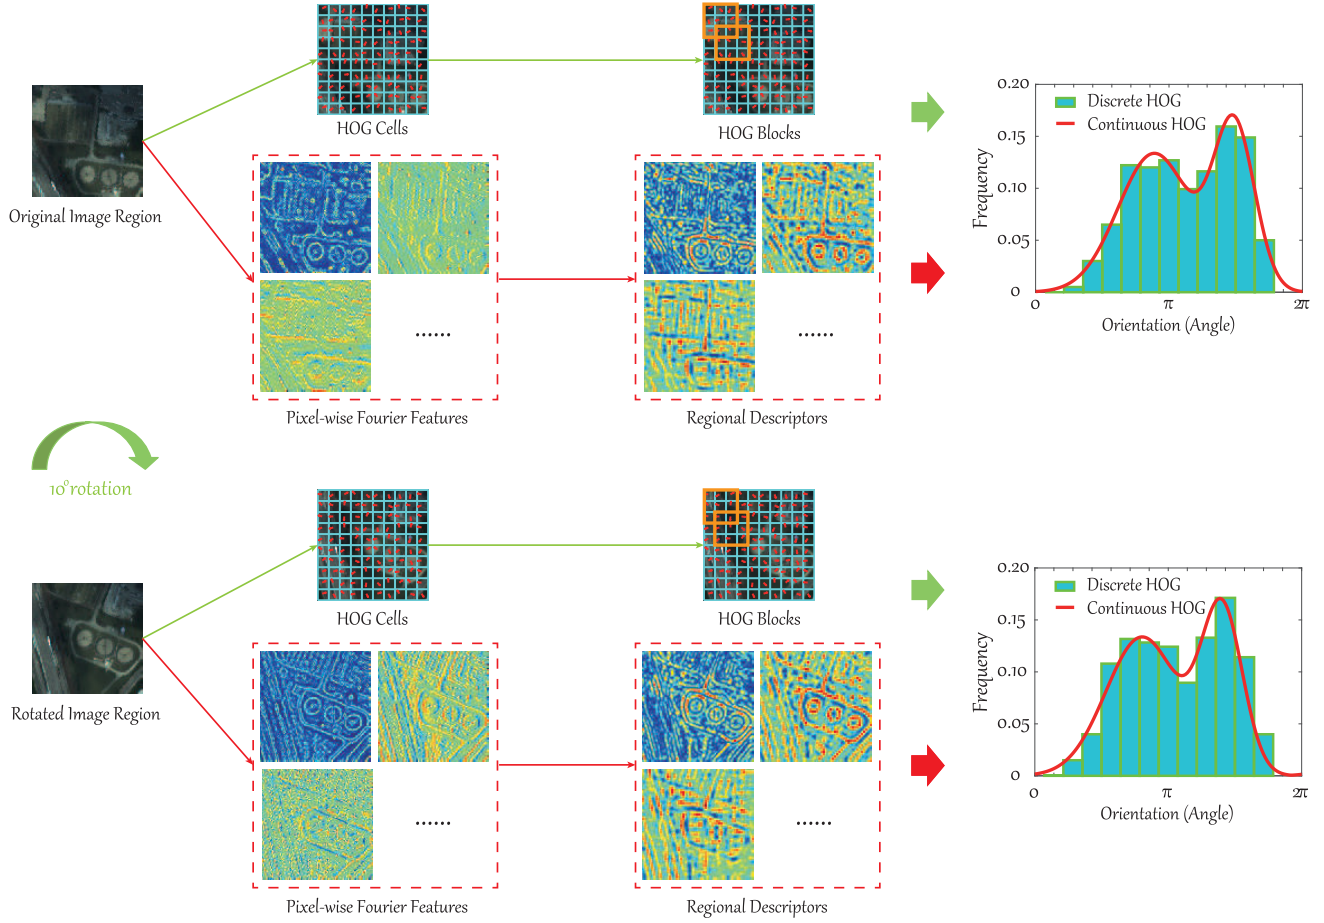 HOG Cells
HOG Blocks
Original Image Region
......
......
Pixel-wise Fourier Features
Regional Descriptors
0.20
0.15
0.10
0.05
0
Frequency
Discrete HOG
Continuous HOG
0
π
2π
Orientation (Angle)
10°rotation
HOG Cells
HOG Blocks
Rotated Image Region
......
......
Pixel-wise Fourier Features
Regional Descriptors
0.20
0.15
0.10
0.05
0
Frequency
Discrete HOG
Continuous HOG
0
π
2π
Orientation (Angle)